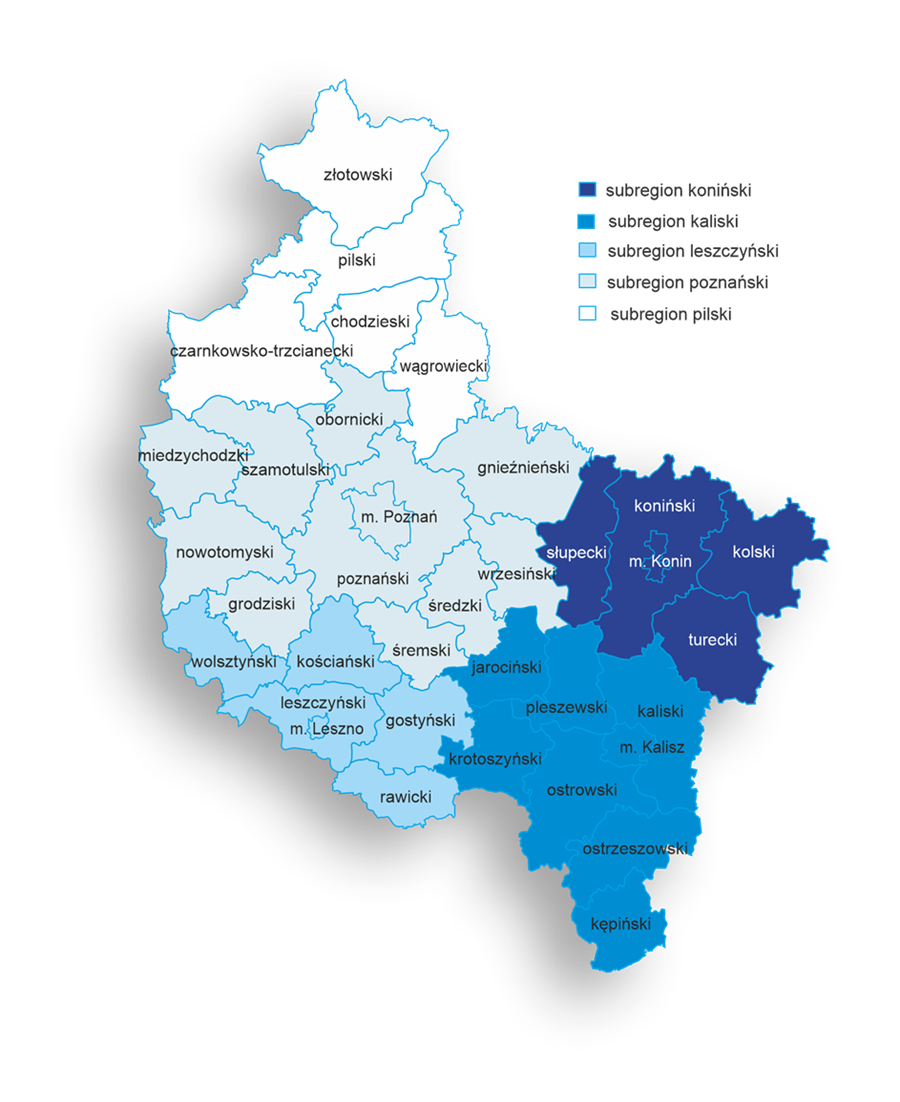 złotowski
subregion koniński
subregion kaliski
subregion leszczyński
pilski
subregion poznański
subregion pilski
chodzieski
czarnkowsko-trzcianecki
wągrowiecki
obornicki
miedzychodzki
szamotulski
gnieźnieński
koniński
m. Poznań
nowotomyski
słupecki
kolski
m. Konin
poznański
wrzesiński
grodziski
średzki
turecki
śremski
wolsztyński
kościański
jarociński
leszczyński
pleszewski
kaliski
gostyński
m. Leszno
m. Kalisz
krotoszyński
rawicki
ostrowski
ostrzeszowski
kępiński